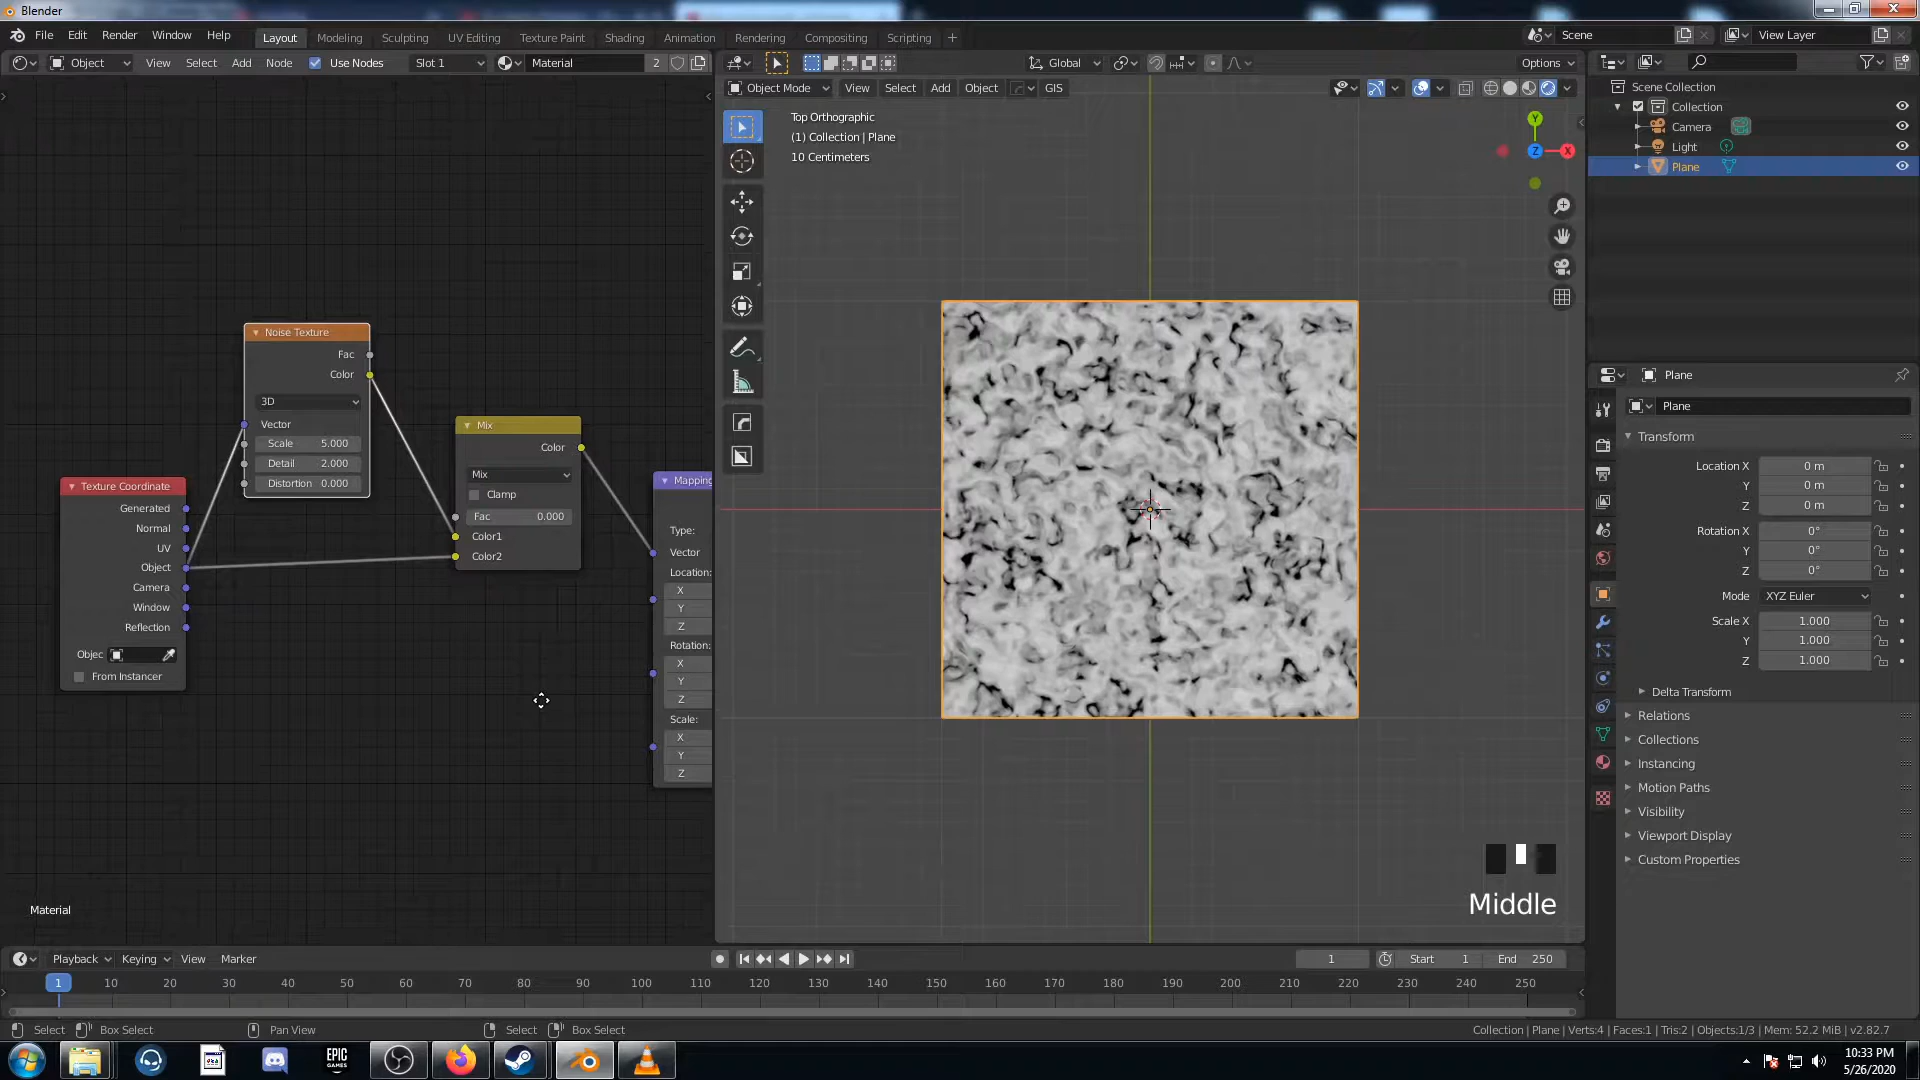 Blender
File Edit Render Window Help Layout Modeling Sculpting UV Editing Texture Paint Shading Animation Rendering Compositing Scripting + Scene View Layer
Object View Select Add Node Use Nodes Slot 1 Material 2 Global Options
Object Mode View Select Add Object GIS
Top Orthographic
(1) Collection | Plane
10 Centimeters
Y
Z
X
Scene Collection
Collection
Camera
Light
Plane
Noise Texture
Fac
Color
3D
Vector
Scale 5.000
Detail 2.000
Distortion 0.000
Mix
Color
Mix
Clamp
Fac 0.000
Color1
Color2
Texture Coordinate
Generated
Normal
UV
Object
Camera
Window
Reflection
Objec
From Instancer
Mapping
Type:
Vector
Location:
X
Y
Z
Rotation:
X
Y
Z
Scale:
X
Y
Z
Material
Plane
Plane
Transform
Location X 0 m
Y 0 m
Z 0 m
Rotation X 0°
Y 0°
Z 0°
Mode XYZ Euler
Scale X 1.000
Y 1.000
Z 1.000
Delta Transform
Relations
Collections
Instancing
Motion Paths
Visibility
Viewport Display
Custom Properties
Middle
Playback Keying View Marker 1 Start 1 End 250
1 10 20 30 40 50 60 70 80 90 100 110 120 130 140 150 160 170 180 190 200 210 220 230 240 250
Select Box Select Pan View Select Box Select Collection | Plane | Verts:4 | Faces:1 | Tris:2 | Objects:1/3 | Mem: 52.2 MiB | v2.82.7
EPIC
GAMES
10:33 PM
5/26/2020